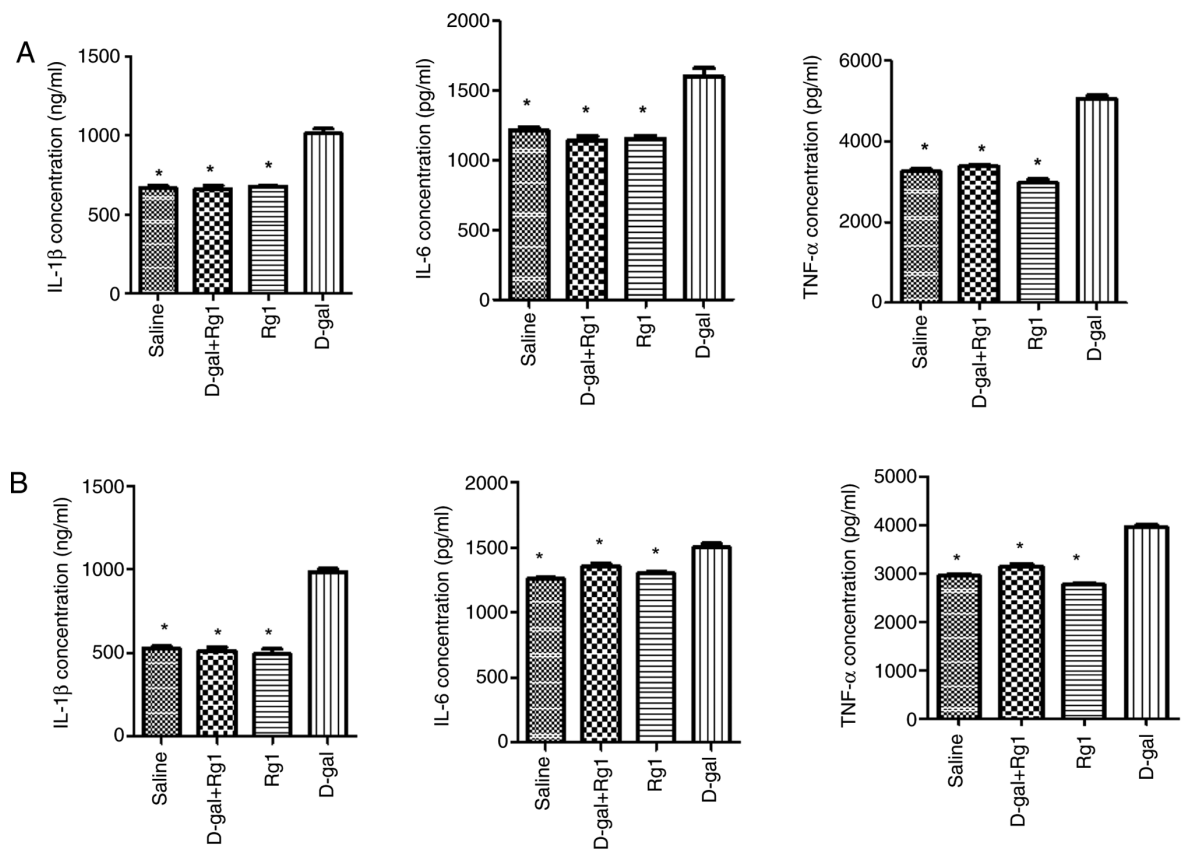 A
IL-1β concentration (ng/ml)
1500
1000
500
0
* * *
Saline
D-gal+Rg1
Rg1
D-gal
IL-6 concentration (pg/ml)
2000
1500
1000
500
0
* * *
Saline
D-gal+Rg1
Rg1
D-gal
TNF-α concentration (pg/ml)
6000
4000
2000
0
* * *
Saline
D-gal+Rg1
Rg1
D-gal
B
IL-1β concentration (ng/ml)
1500
1000
500
0
* * *
Saline
D-gal+Rg1
Rg1
D-gal
IL-6 concentration (pg/ml)
2000
1500
1000
500
0
* * *
Saline
D-gal+Rg1
Rg1
D-gal
TNF-α concentration (pg/ml)
5000
4000
3000
2000
1000
0
* * *
Saline
D-gal+Rg1
Rg1
D-gal